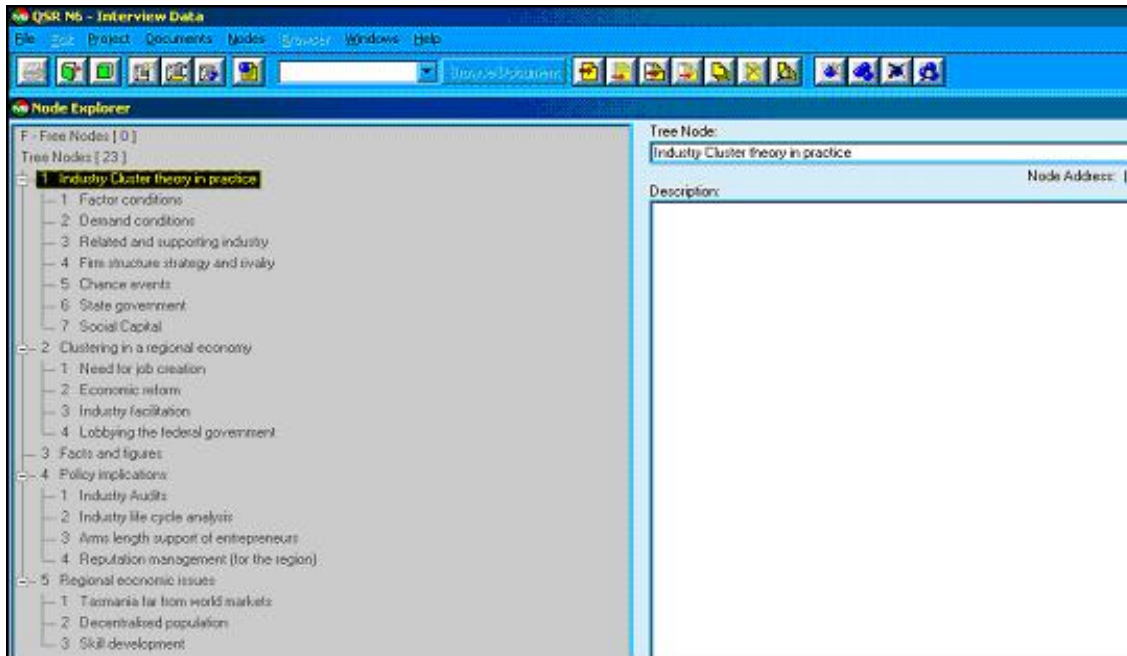 QSR N6 - Interview Data
File Edit Project Documents Nodes Browser Windows Help
Browse Document
Node Explorer
F - Free Nodes [ 0 ]
Tree Nodes [ 23 ]
1 Industry Cluster theory in practice
1 Factor conditions
2 Demand conditions
3 Related and supporting industry
4 Firm structure strategy and rivalry
5 Chance events
6 State government
7 Social Capital
2 Clustering in a regional economy
1 Need for job creation
2 Economic reform
3 Industry facilitation
4 Lobbying the federal government
3 Facts and figures
4 Policy implications
1 Industry Audits
2 Industry life cycle analysis
3 Arms length support of entrepreneurs
4 Reputation management (for the region)
5 Regional economic issues
1 Tasmania far from world markets
2 Decentralised population
3 Skill development
Tree Node:
Industry Cluster theory in practice
Node Address:
Description: